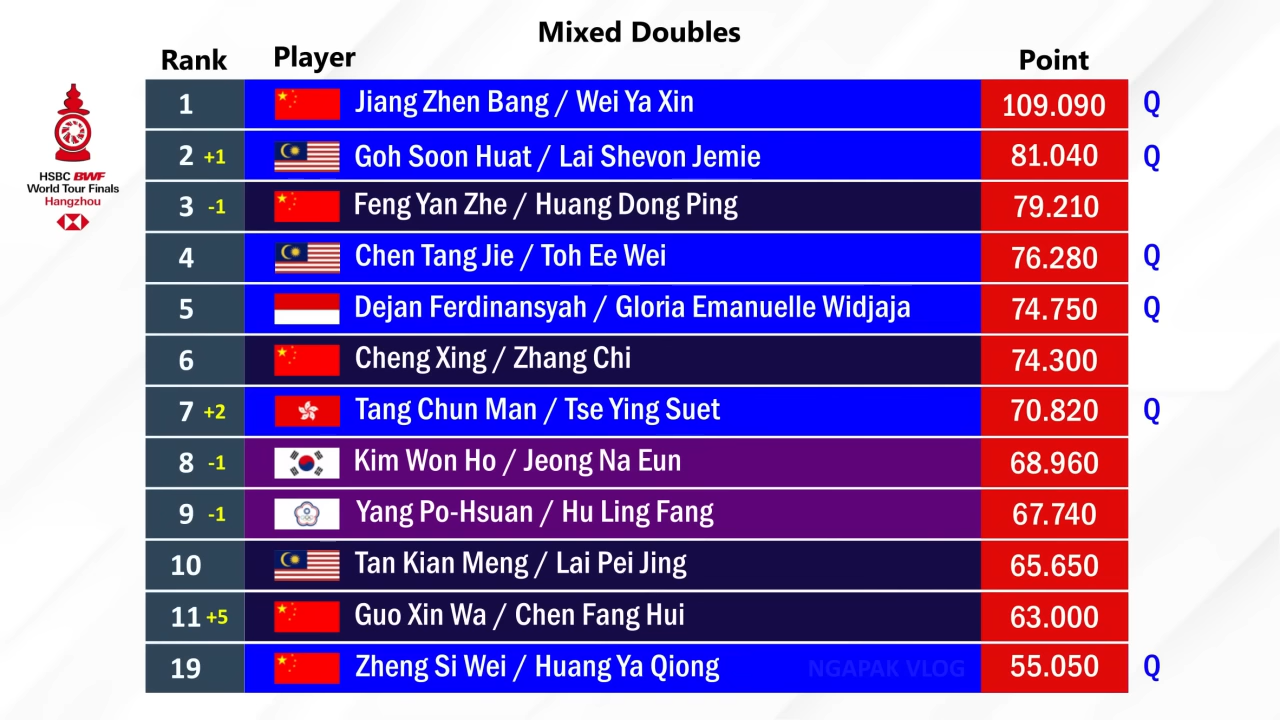 Mixed Doubles
Rank Player Point
1 Jiang Zhen Bang / Wei Ya Xin 109.090 Q
2 +1 Goh Soon Huat / Lai Shevon Jemie 81.040 Q
3 -1 Feng Yan Zhe / Huang Dong Ping 79.210
4 Chen Tang Jie / Toh Ee Wei 76.280 Q
5 Dejan Ferdinansyah / Gloria Emanuelle Widjaja 74.750 Q
6 Cheng Xing / Zhang Chi 74.300
7 +2 Tang Chun Man / Tse Ying Suet 70.820 Q
8 -1 Kim Won Ho / Jeong Na Eun 68.960
9 -1 Yang Po-Hsuan / Hu Ling Fang 67.740
10 Tan Kian Meng / Lai Pei Jing 65.650
11 +5 Guo Xin Wa / Chen Fang Hui 63.000
19 Zheng Si Wei / Huang Ya Qiong NGAPAK VLOG 55.050 Q
HSBC BWF
World Tour Finals
Hangzhou